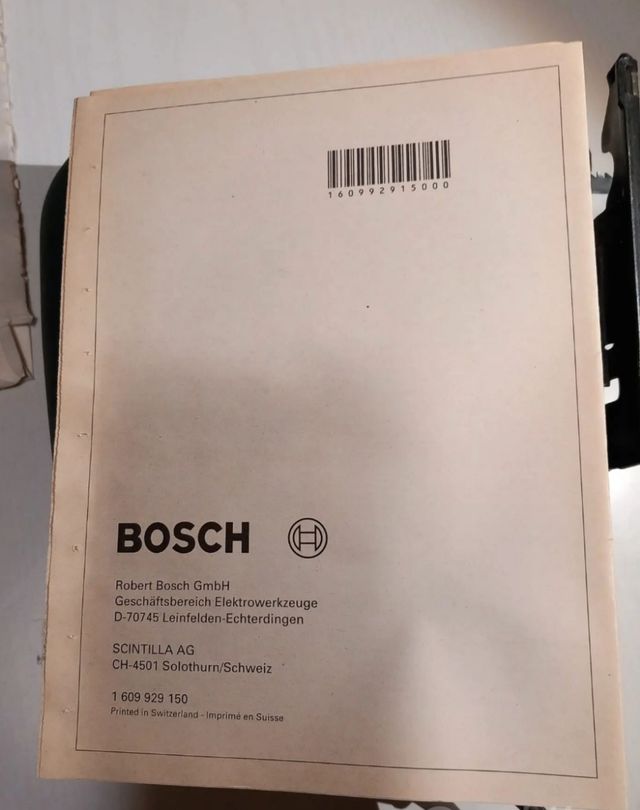 160992915000
BOSCH
Robert Bosch GmbH
Geschäftsbereich Elektrowerkzeuge
D-70745 Leinfelden-Echterdingen
SCINTILLA AG
CH-4501 Solothurn/Schweiz
1 609 929 150
Printed in Switzerland - Imprimé en Suisse